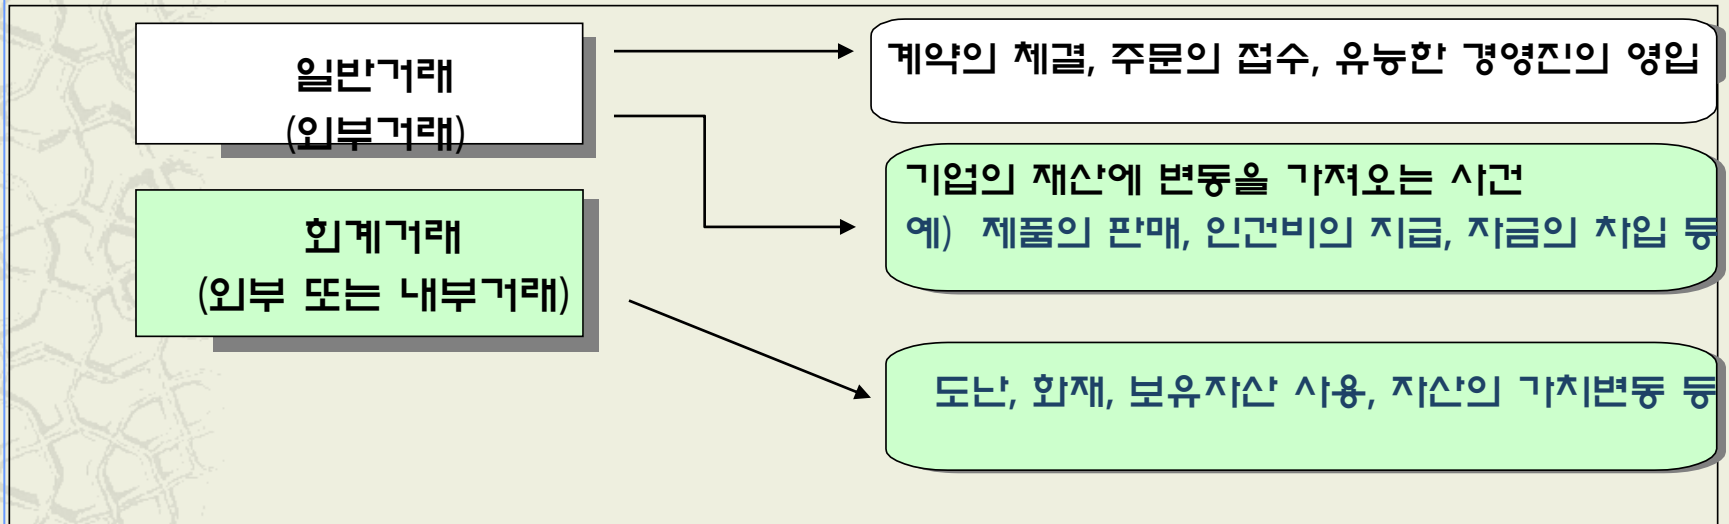 일반거래
(외부거래)
계약의 체결, 주문의 접수, 유능한 경영진의 영입
기업의 재산에 변동을 가져오는 사건
예) 제품의 판매, 인건비의 지급, 자금의 차입 등
회계거래
(외부 또는 내부거래)
도난, 화재, 보유자산 사용, 자산의 가치변동 등